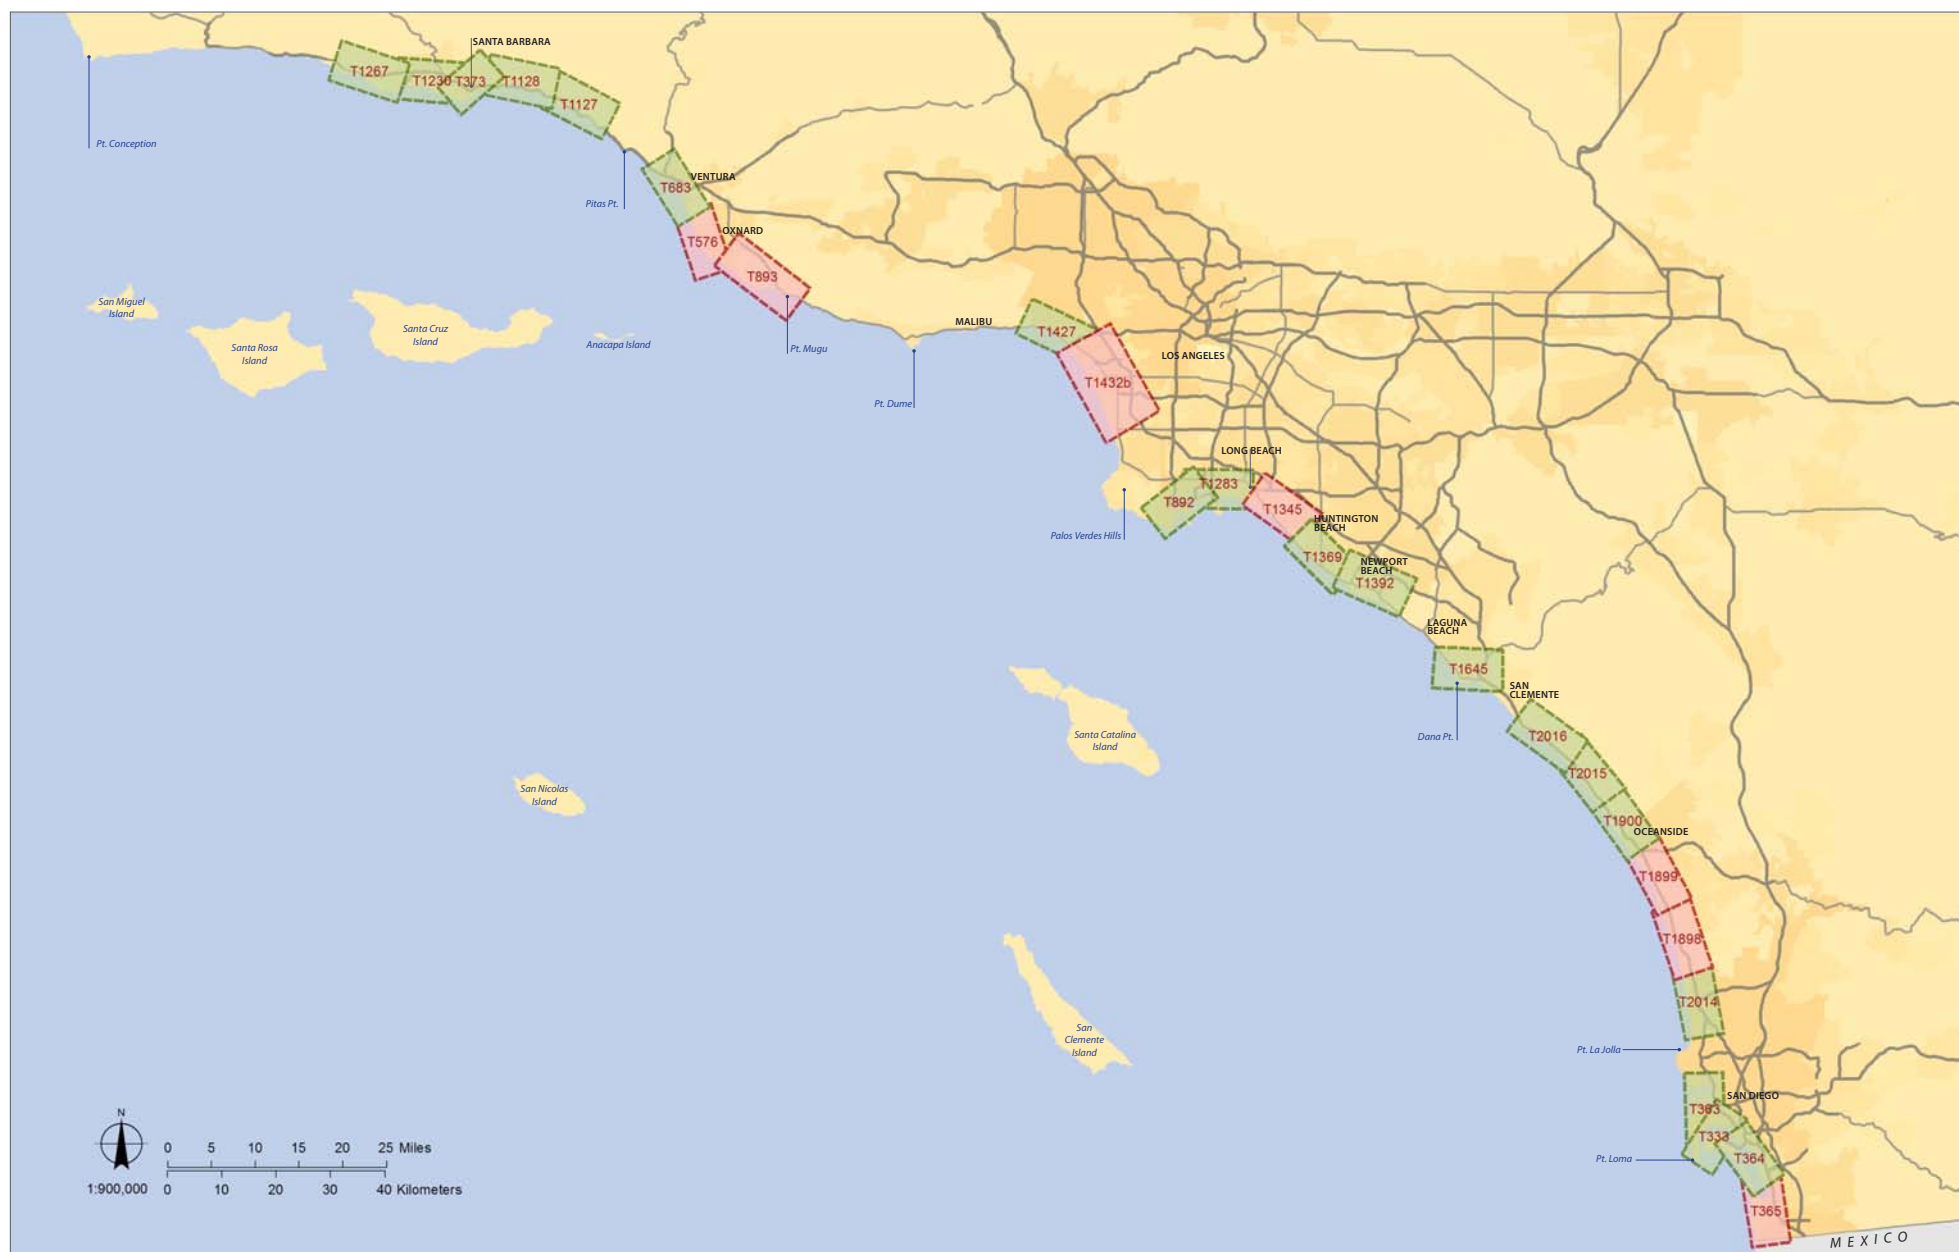 SANTA BARBARA
T1267
T1230
T373
T1128
T1127
Pt. Conception
VENTURA
T683
Pitas Pt.
OXNARD
T576
T893
San Miguel
Island
Santa Rosa
Island
Santa Cruz
Island
Anacapa Island
Pt. Mugu
MALIBU
T1427
LOS ANGELES
T1432b
Pt. Dume
LONG BEACH
T1283
T892
T1345
HUNTINGTON
BEACH
Palos Verdes Hills
T1369
NEWPORT
BEACH
T1392
LAGUNA
BEACH
T1645
SAN
CLEMENTE
Santa Catalina
Island
Dana Pt.
T2016
T2015
San Nicolas
Island
T1900
OCEANSIDE
T1899
T1898
T2014
San
Clemente
Island
Pt. La Jolla
SAN DIEGO
T363
T333
T364
Pt. Loma
T365
MEXICO
N
0 5 10 15 20 25 Miles
1:900,000
0 10 20 30 40 Kilometers